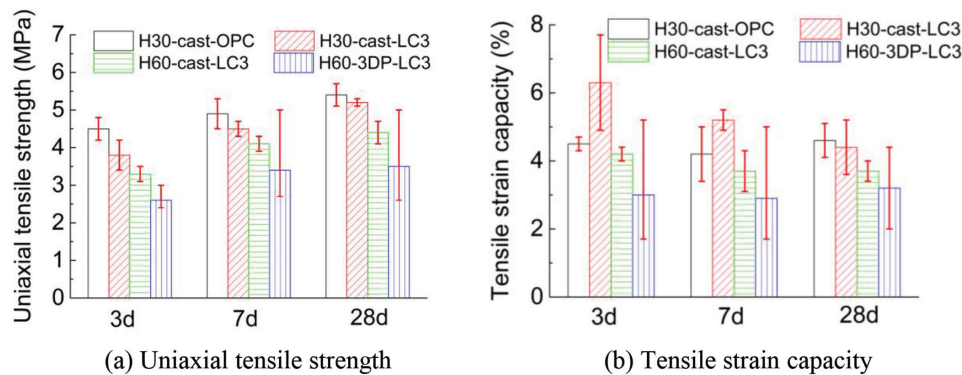 Uniaxial tensile strength (MPa)
7
6
5
4
3
2
1
0
H30-cast-OPC H30-cast-LC3
H60-cast-LC3 H60-3DP-LC3
3d 7d 28d
(a) Uniaxial tensile strength
Tensile strain capacity (%)
8
6
4
2
0
H30-cast-OPC H30-cast-LC3
H60-cast-LC3 H60-3DP-LC3
3d 7d 28d
(b) Tensile strain capacity